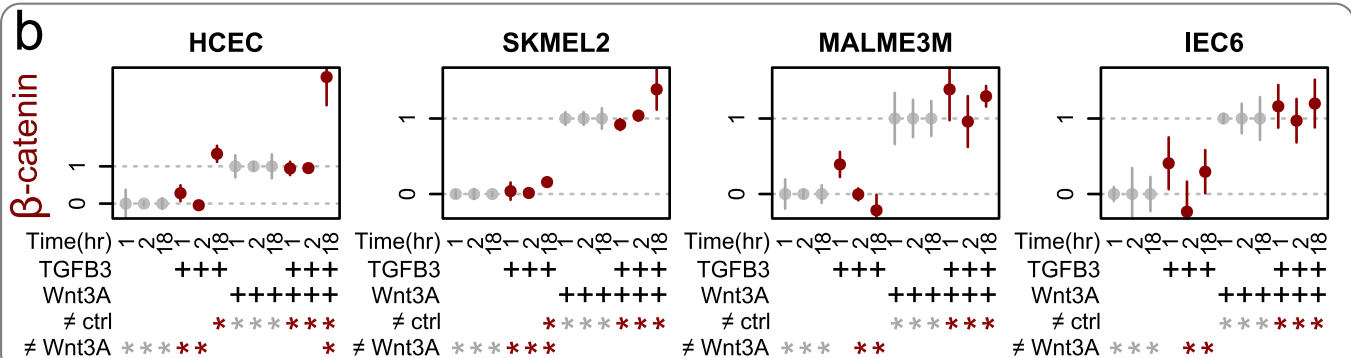 b
HCEC SKMEL2 MALME3M IEC6
β-catenin
1 1 1 1
0 0 0 0
Time(hr) 1 2 18 1 2 18 1 2 18 1 2 18 Time(hr) 1 2 18 1 2 18 1 2 18 1 2 18 Time(hr) 1 2 18 1 2 18 1 2 18 1 2 18 Time(hr) 1 2 18 1 2 18 1 2 18 1 2 18
TGFB3 +++ +++ TGFB3 +++ +++ TGFB3 +++ +++ TGFB3 +++ +++
Wnt3A ++++++ Wnt3A ++++++ Wnt3A ++++++ Wnt3A ++++++
≠ ctrl ******* ≠ ctrl ******* ≠ ctrl ****** ≠ ctrl ******
≠ Wnt3A ***** * ≠ Wnt3A ****** ≠ Wnt3A *** ** ≠ Wnt3A *** **